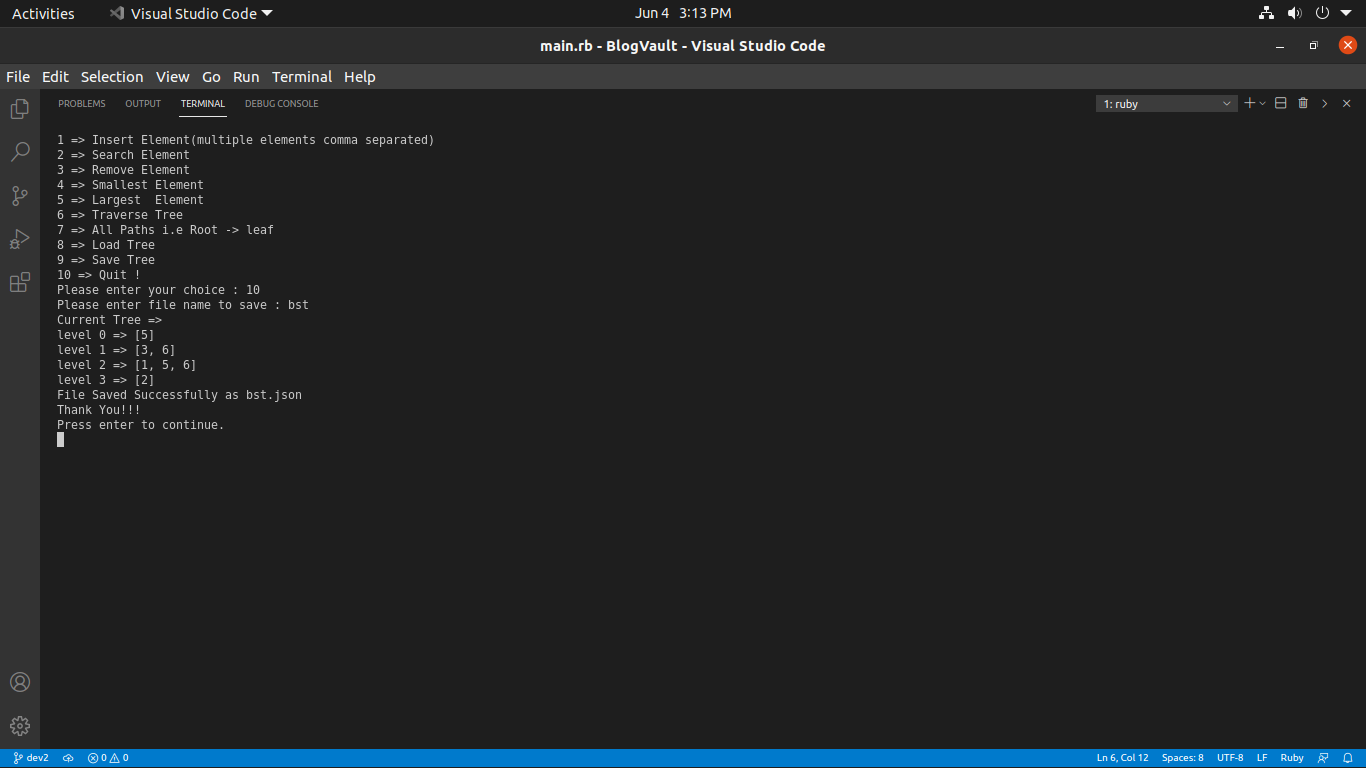 Activities Visual Studio Code Jun 4 3:13 PM
main.rb - BlogVault - Visual Studio Code
File Edit Selection View Go Run Terminal Help
PROBLEMS OUTPUT TERMINAL DEBUG CONSOLE 1: ruby
1 => Insert Element(multiple elements comma separated)
2 => Search Element
3 => Remove Element
4 => Smallest Element
5 => Largest  Element
6 => Traverse Tree
7 => All Paths i.e Root -> leaf
8 => Load Tree
9 => Save Tree
10 => Quit !
Please enter your choice : 10
Please enter file name to save : bst
Current Tree =>
level 0 => [5]
level 1 => [3, 6]
level 2 => [1, 5, 6]
level 3 => [2]
File Saved Successfully as bst.json
Thank You!!!
Press enter to continue.
dev2 0 0 Ln 6, Col 12 Spaces: 8 UTF-8 LF Ruby